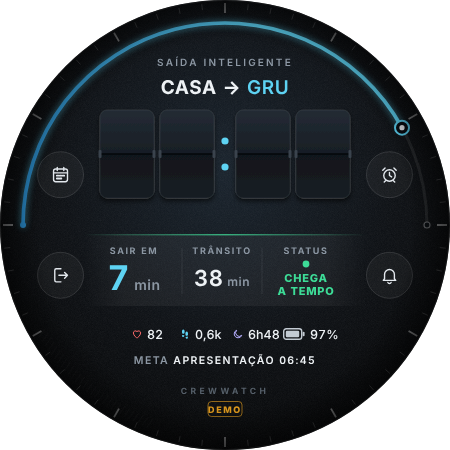 SAÍDA INTELIGENTE
CASA → GRU
SAIR EM
7 min
TRÂNSITO
38 min
STATUS
CHEGA
A TEMPO
82 0,6k 6h48 97%
META APRESENTAÇÃO 06:45
CREWWATCH
DEMO